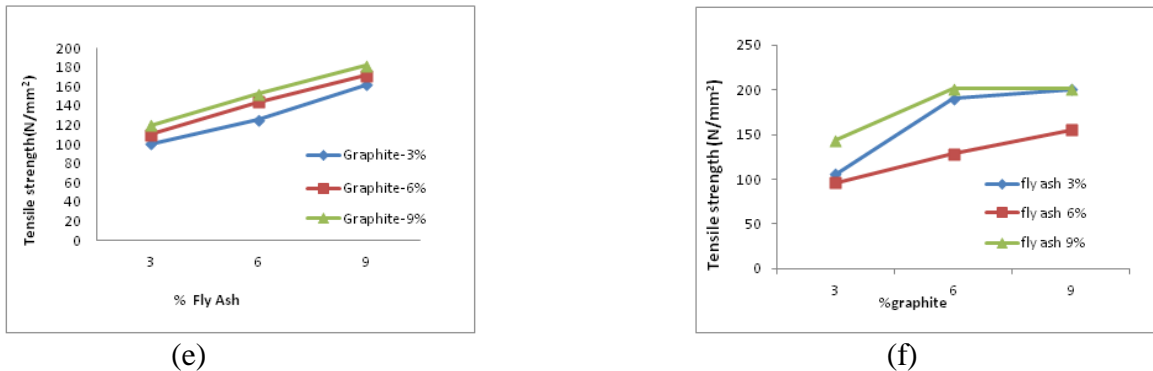 Tensile strength(N/mm²)
200
180
160
140
120
100
80
60
40
20
0
Graphite-3%
Graphite-6%
Graphite-9%
3 6 9
% Fly Ash
(e)
Tensile strength (N/mm²)
250
200
150
100
50
0
fly ash 3%
fly ash 6%
fly ash 9%
3 6 9
%graphite
(f)